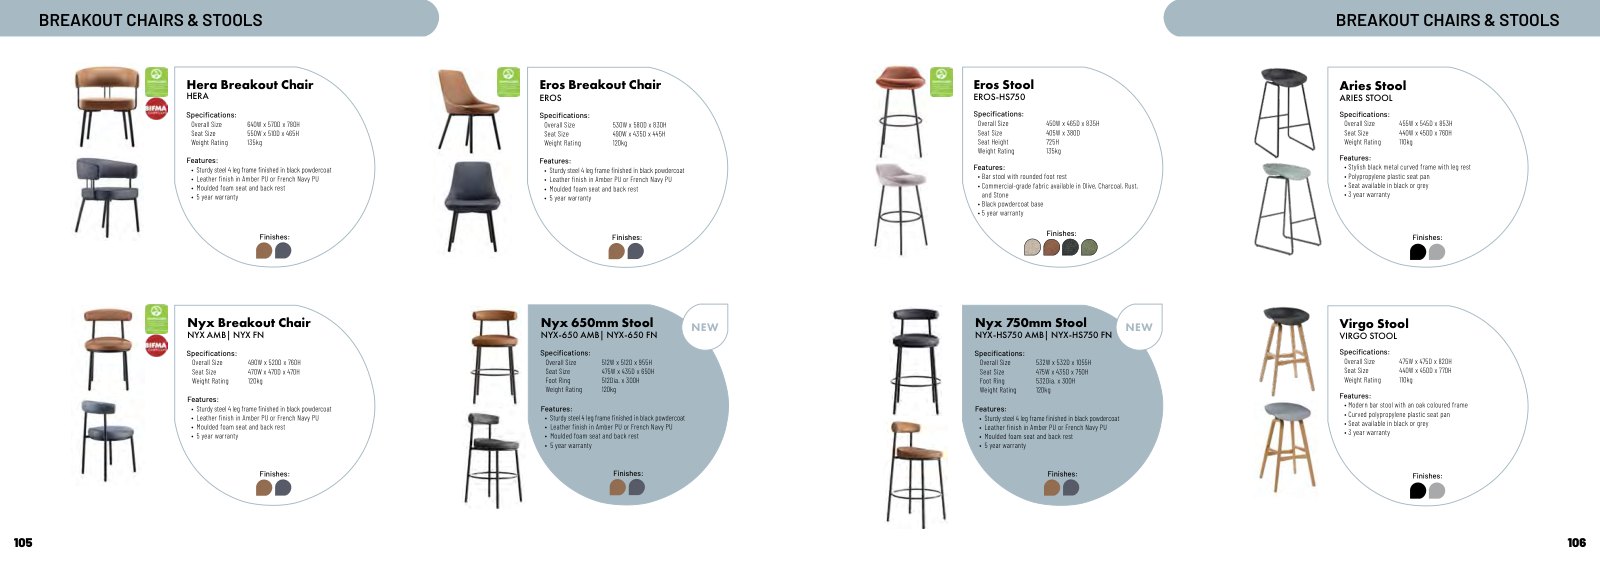 BREAKOUT CHAIRS & STOOLS
Hera Breakout Chair
HERA
Specifications:
Overall Size 640W x 570D x 780H
Seat Size 550W x 510D x 465H
Weight Rating 135kg
Features:
• Sturdy steel 4 leg frame finished in black powdercoat
• Leather finish in Amber PU or French Navy PU
• Moulded foam seat and back rest
• 5 year warranty
Finishes:
BIFMA
Eros Breakout Chair
EROS
Specifications:
Overall Size 530W x 580D x 830H
Seat Size 490W x 435D x 445H
Weight Rating 120kg
Features:
• Sturdy steel 4 leg frame finished in black powdercoat
• Leather finish in Amber PU or French Navy PU
• Moulded foam seat and back rest
• 5 year warranty
Finishes:
Nyx Breakout Chair
NYX AMB| NYX FN
Specifications:
Overall Size 490W x 520D x 760H
Seat Size 470W x 470D x 470H
Weight Rating 120kg
Features:
• Sturdy steel 4 leg frame finished in black powdercoat
• Leather finish in Amber PU or French Navy PU
• Moulded foam seat and back rest
• 5 year warranty
Finishes:
BIFMA
Nyx 650mm Stool
NYX-650 AMB| NYX-650 FN
NEW
Specifications:
Overall Size 512W x 512D x 955H
Seat Size 475W x 435D x 650H
Foot Ring 512Dia. x 300H
Weight Rating 120kg
Features:
• Sturdy steel 4 leg frame finished in black powdercoat
• Leather finish in Amber PU or French Navy PU
• Moulded foam seat and back rest
• 5 year warranty
Finishes:
105
BREAKOUT CHAIRS & STOOLS
Eros Stool
EROS-HS750
Specifications:
Overall Size 450W x 465D x 835H
Seat Size 405W x 380D
Seat Height 725H
Weight Rating 135kg
Features:
• Bar stool with rounded foot rest
• Commercial-grade fabric available in Olive, Charcoal, Rust,
and Stone
• Black powdercoat base
• 5 year warranty
Finishes:
Aries Stool
ARIES STOOL
Specifications:
Overall Size 455W x 545D x 853H
Seat Size 440W x 450D x 760H
Weight Rating 110kg
Features:
• Stylish black metal curved frame with leg rest
• Polypropylene plastic seat pan
• Seat available in black or grey
• 3 year warranty
Finishes:
Nyx 750mm Stool
NYX-HS750 AMB| NYX-HS750 FN
NEW
Specifications:
Overall Size 532W x 532D x 1055H
Seat Size 475W x 435D x 750H
Foot Ring 532Dia. x 300H
Weight Rating 120kg
Features:
• Sturdy steel 4 leg frame finished in black powdercoat
• Leather finish in Amber PU or French Navy PU
• Moulded foam seat and back rest
• 5 year warranty
Finishes:
Virgo Stool
VIRGO STOOL
Specifications:
Overall Size 475W x 475D x 820H
Seat Size 440W x 450D x 770H
Weight Rating 110kg
Features:
• Modern bar stool with an oak coloured frame
• Curved polypropylene plastic seat pan
• Seat available in black or grey
• 3 year warranty
Finishes:
106